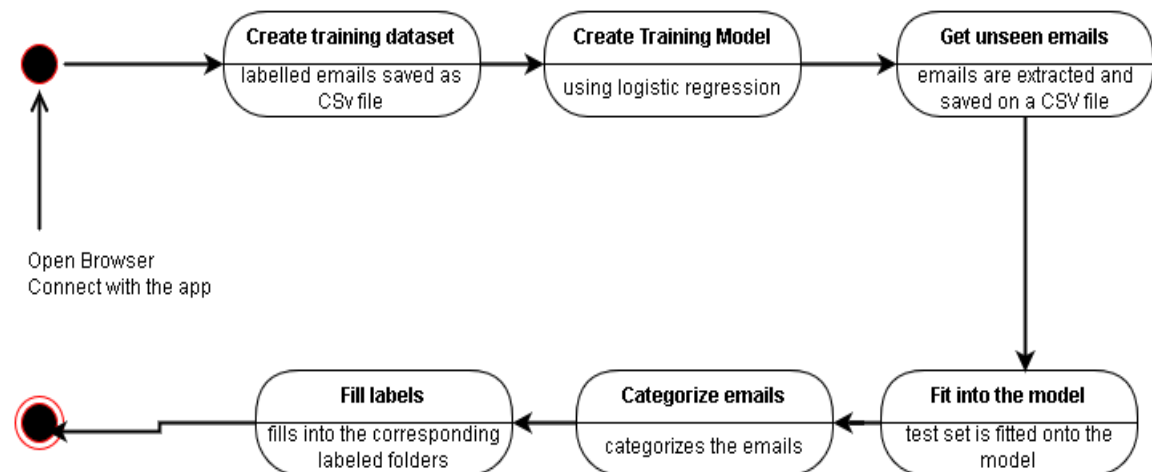 Create training dataset
labelled emails saved as
CSv file
Create Training Model
using logistic regression
Get unseen emails
emails are extracted and
saved on a CSV file
Open Browser
Connect with the app
Fill labels
fills into the corresponding
labeled folders
Categorize emails
categorizes the emails
Fit into the model
test set is fitted onto the
model